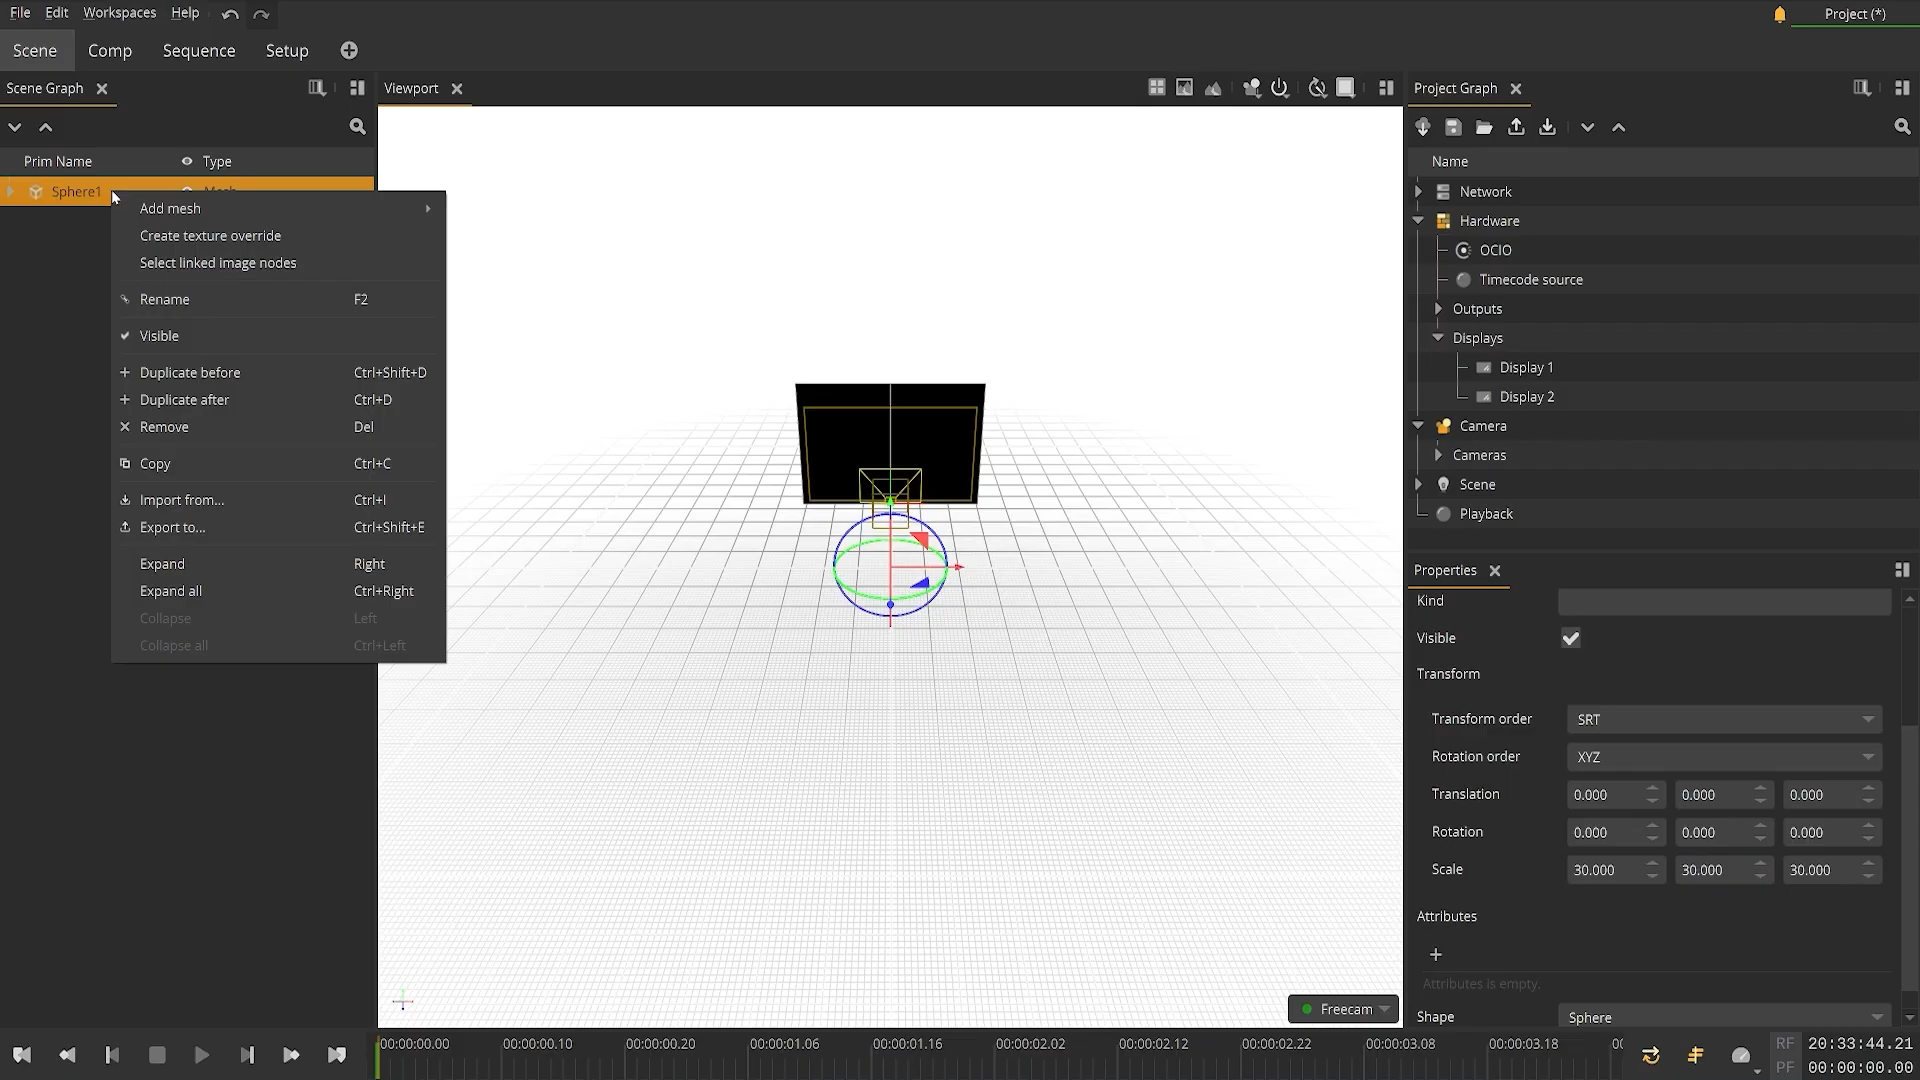 File Edit Workspaces Help
Project (*)
Scene Comp Sequence Setup
Scene Graph
Viewport
Project Graph
Prim Name Type
Name
Sphere1 Mesh
Add mesh
Create texture override
Select linked image nodes
Rename F2
Visible
Duplicate before Ctrl+Shift+D
Duplicate after Ctrl+D
Remove Del
Copy Ctrl+C
Import from... Ctrl+I
Export to... Ctrl+Shift+E
Expand Right
Expand all Ctrl+Right
Collapse Left
Collapse all Ctrl+Left
Freecam
Network
Hardware
OCIO
Timecode source
Outputs
Displays
Display 1
Display 2
Camera
Cameras
Scene
Playback
Properties
Kind
Visible
Transform
Transform order SRT
Rotation order XYZ
Translation 0.000 0.000 0.000
Rotation 0.000 0.000 0.000
Scale 30.000 30.000 30.000
Attributes
Attributes is empty.
Shape Sphere
00:00:00.00 00:00:00.10 00:00:00.20 00:00:01.06 00:00:01.16 00:00:02.02 00:00:02.12 00:00:02.22 00:00:03.08 00:00:03.18
RF 20:33:44.21
PF 00:00:00.00